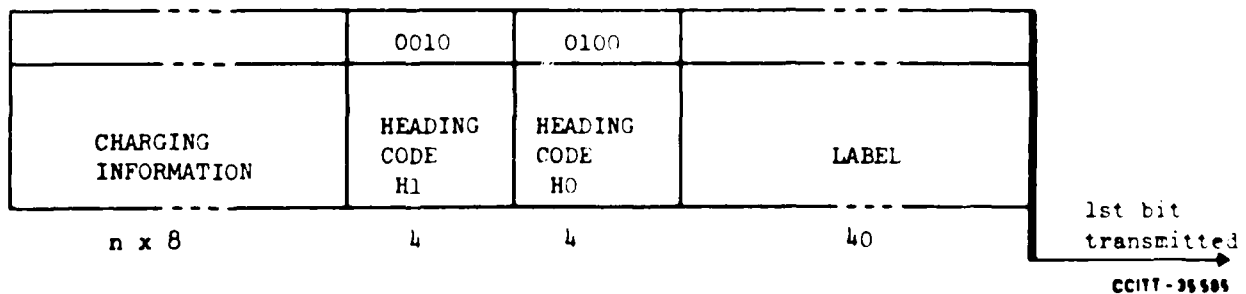 0010 0100
CHARGING
INFORMATION
HEADING
CODE
H1
HEADING
CODE
H0
LABEL
n x 8 4 4 40
1st bit
transmitted
CCITT - 35585